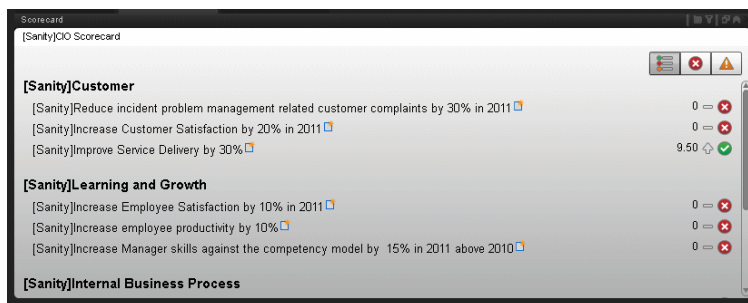 Scorecard
[Sanity]CIO Scorecard
[Sanity]Customer
[Sanity]Reduce incident problem management related customer complaints by 30% in 2011 0
[Sanity]Increase Customer Satisfaction by 20% in 2011 0
[Sanity]Improve Service Delivery by 30% 9.50
[Sanity]Learning and Growth
[Sanity]Increase Employee Satisfaction by 10% in 2011 0
[Sanity]Increase employee productivity by 10% 0
[Sanity]Increase Manager skills against the competency model by 15% in 2011 above 2010 0
[Sanity]Internal Business Process